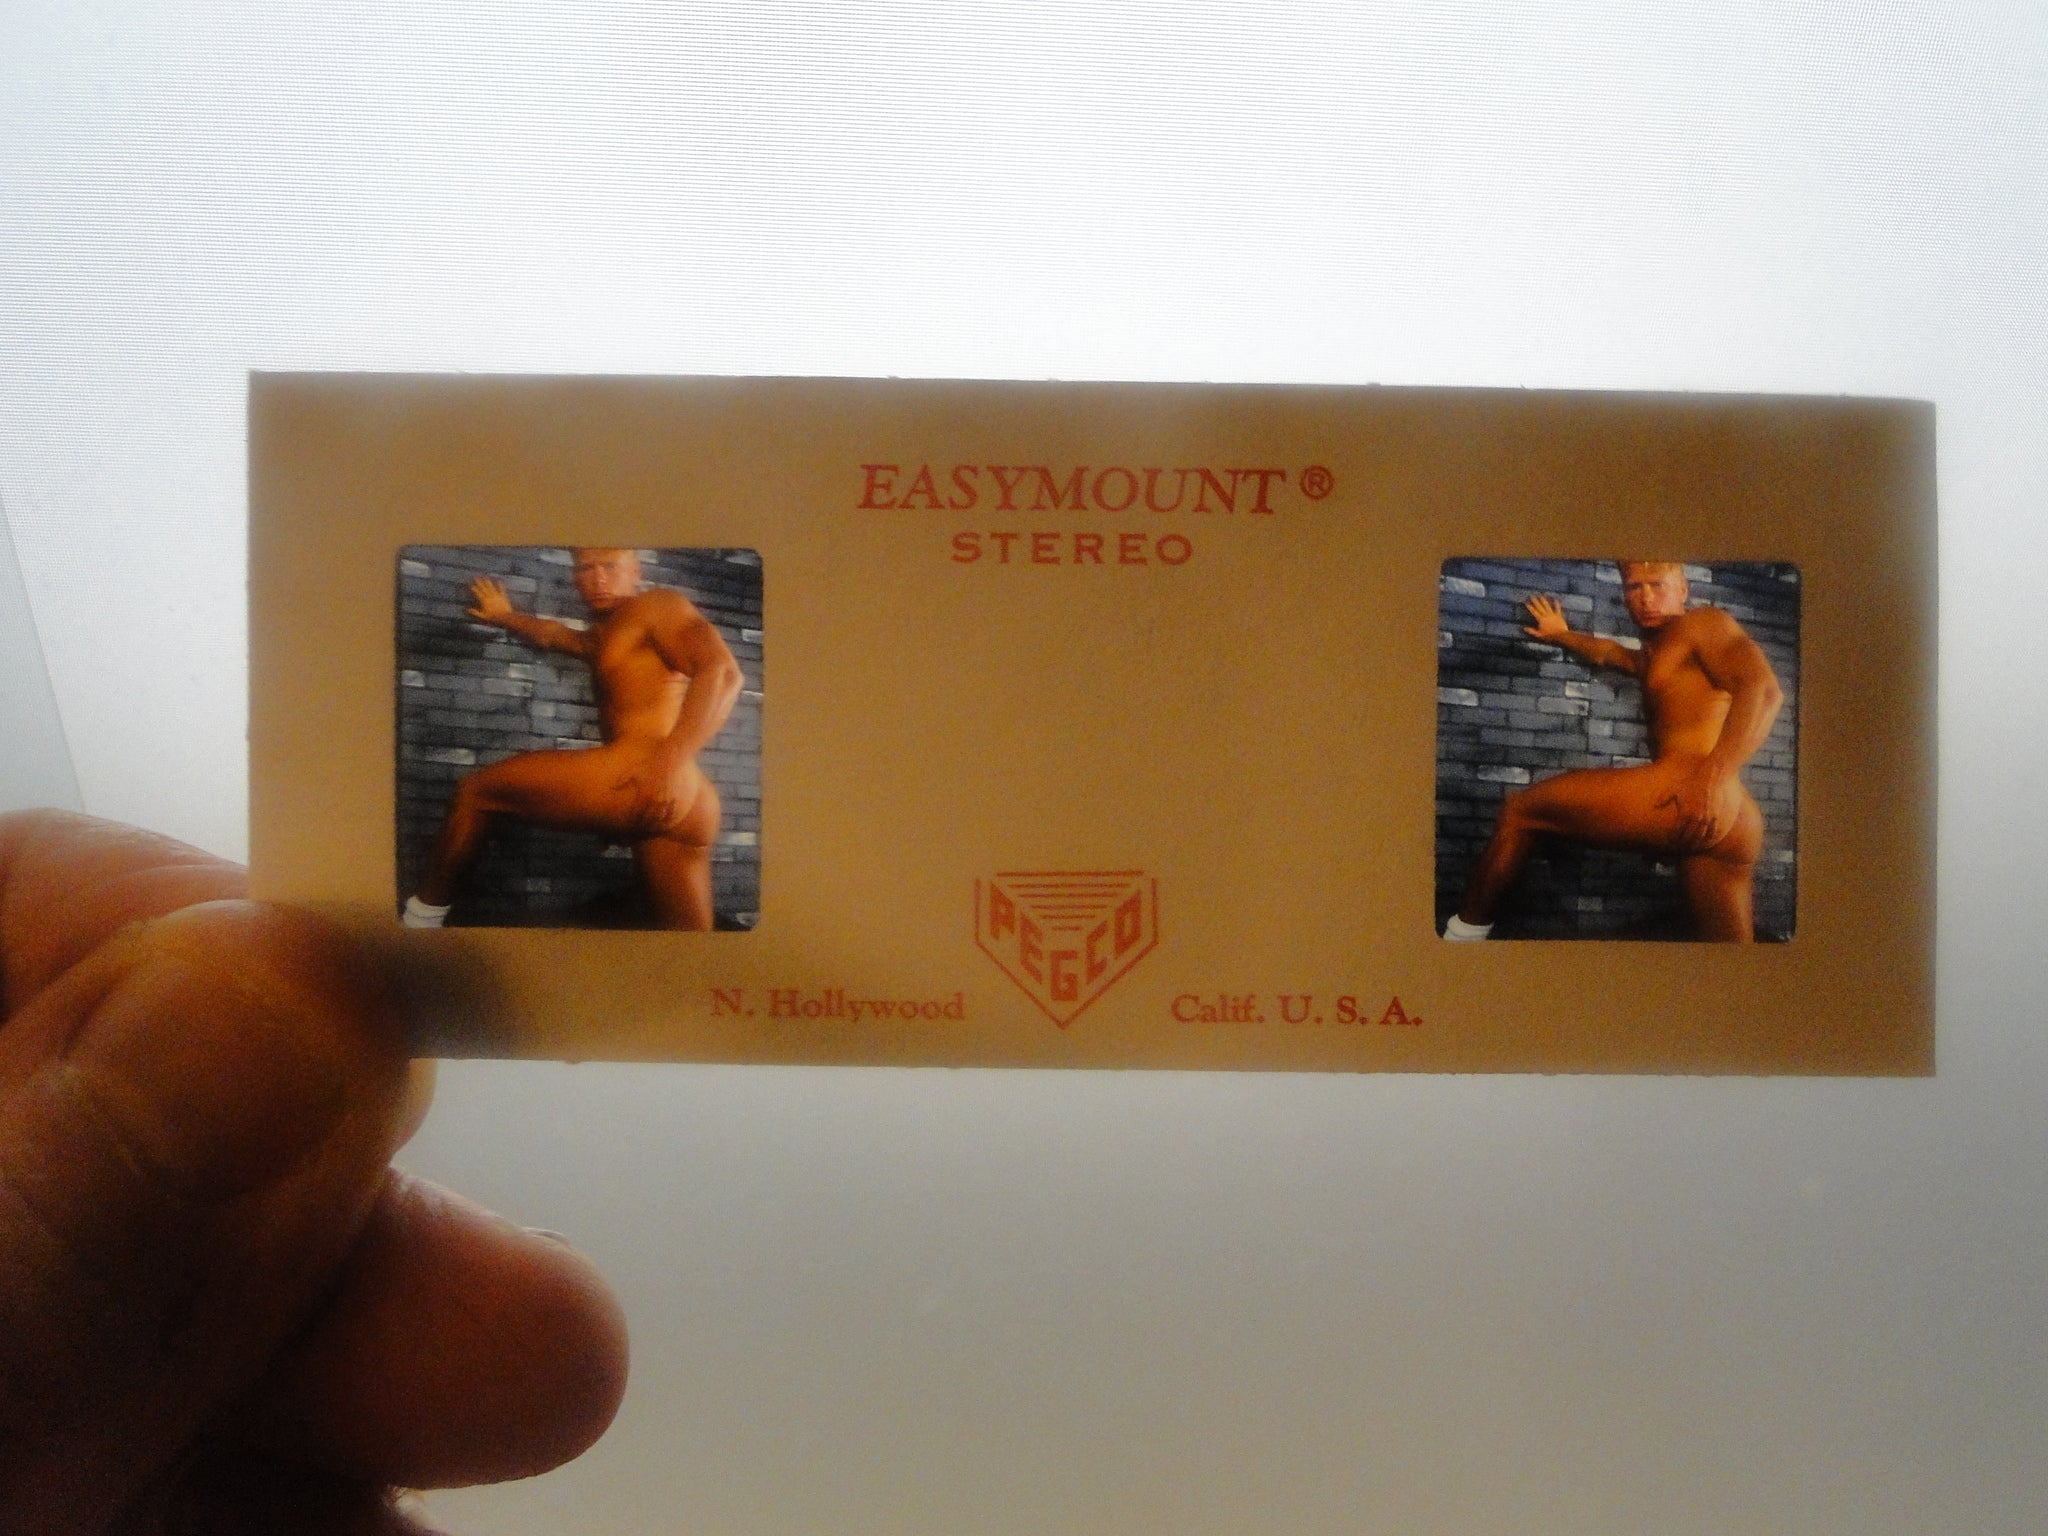 EASYMOUNT®
STEREO
PEGCO
N. Hollywood Calif. U. S. A.